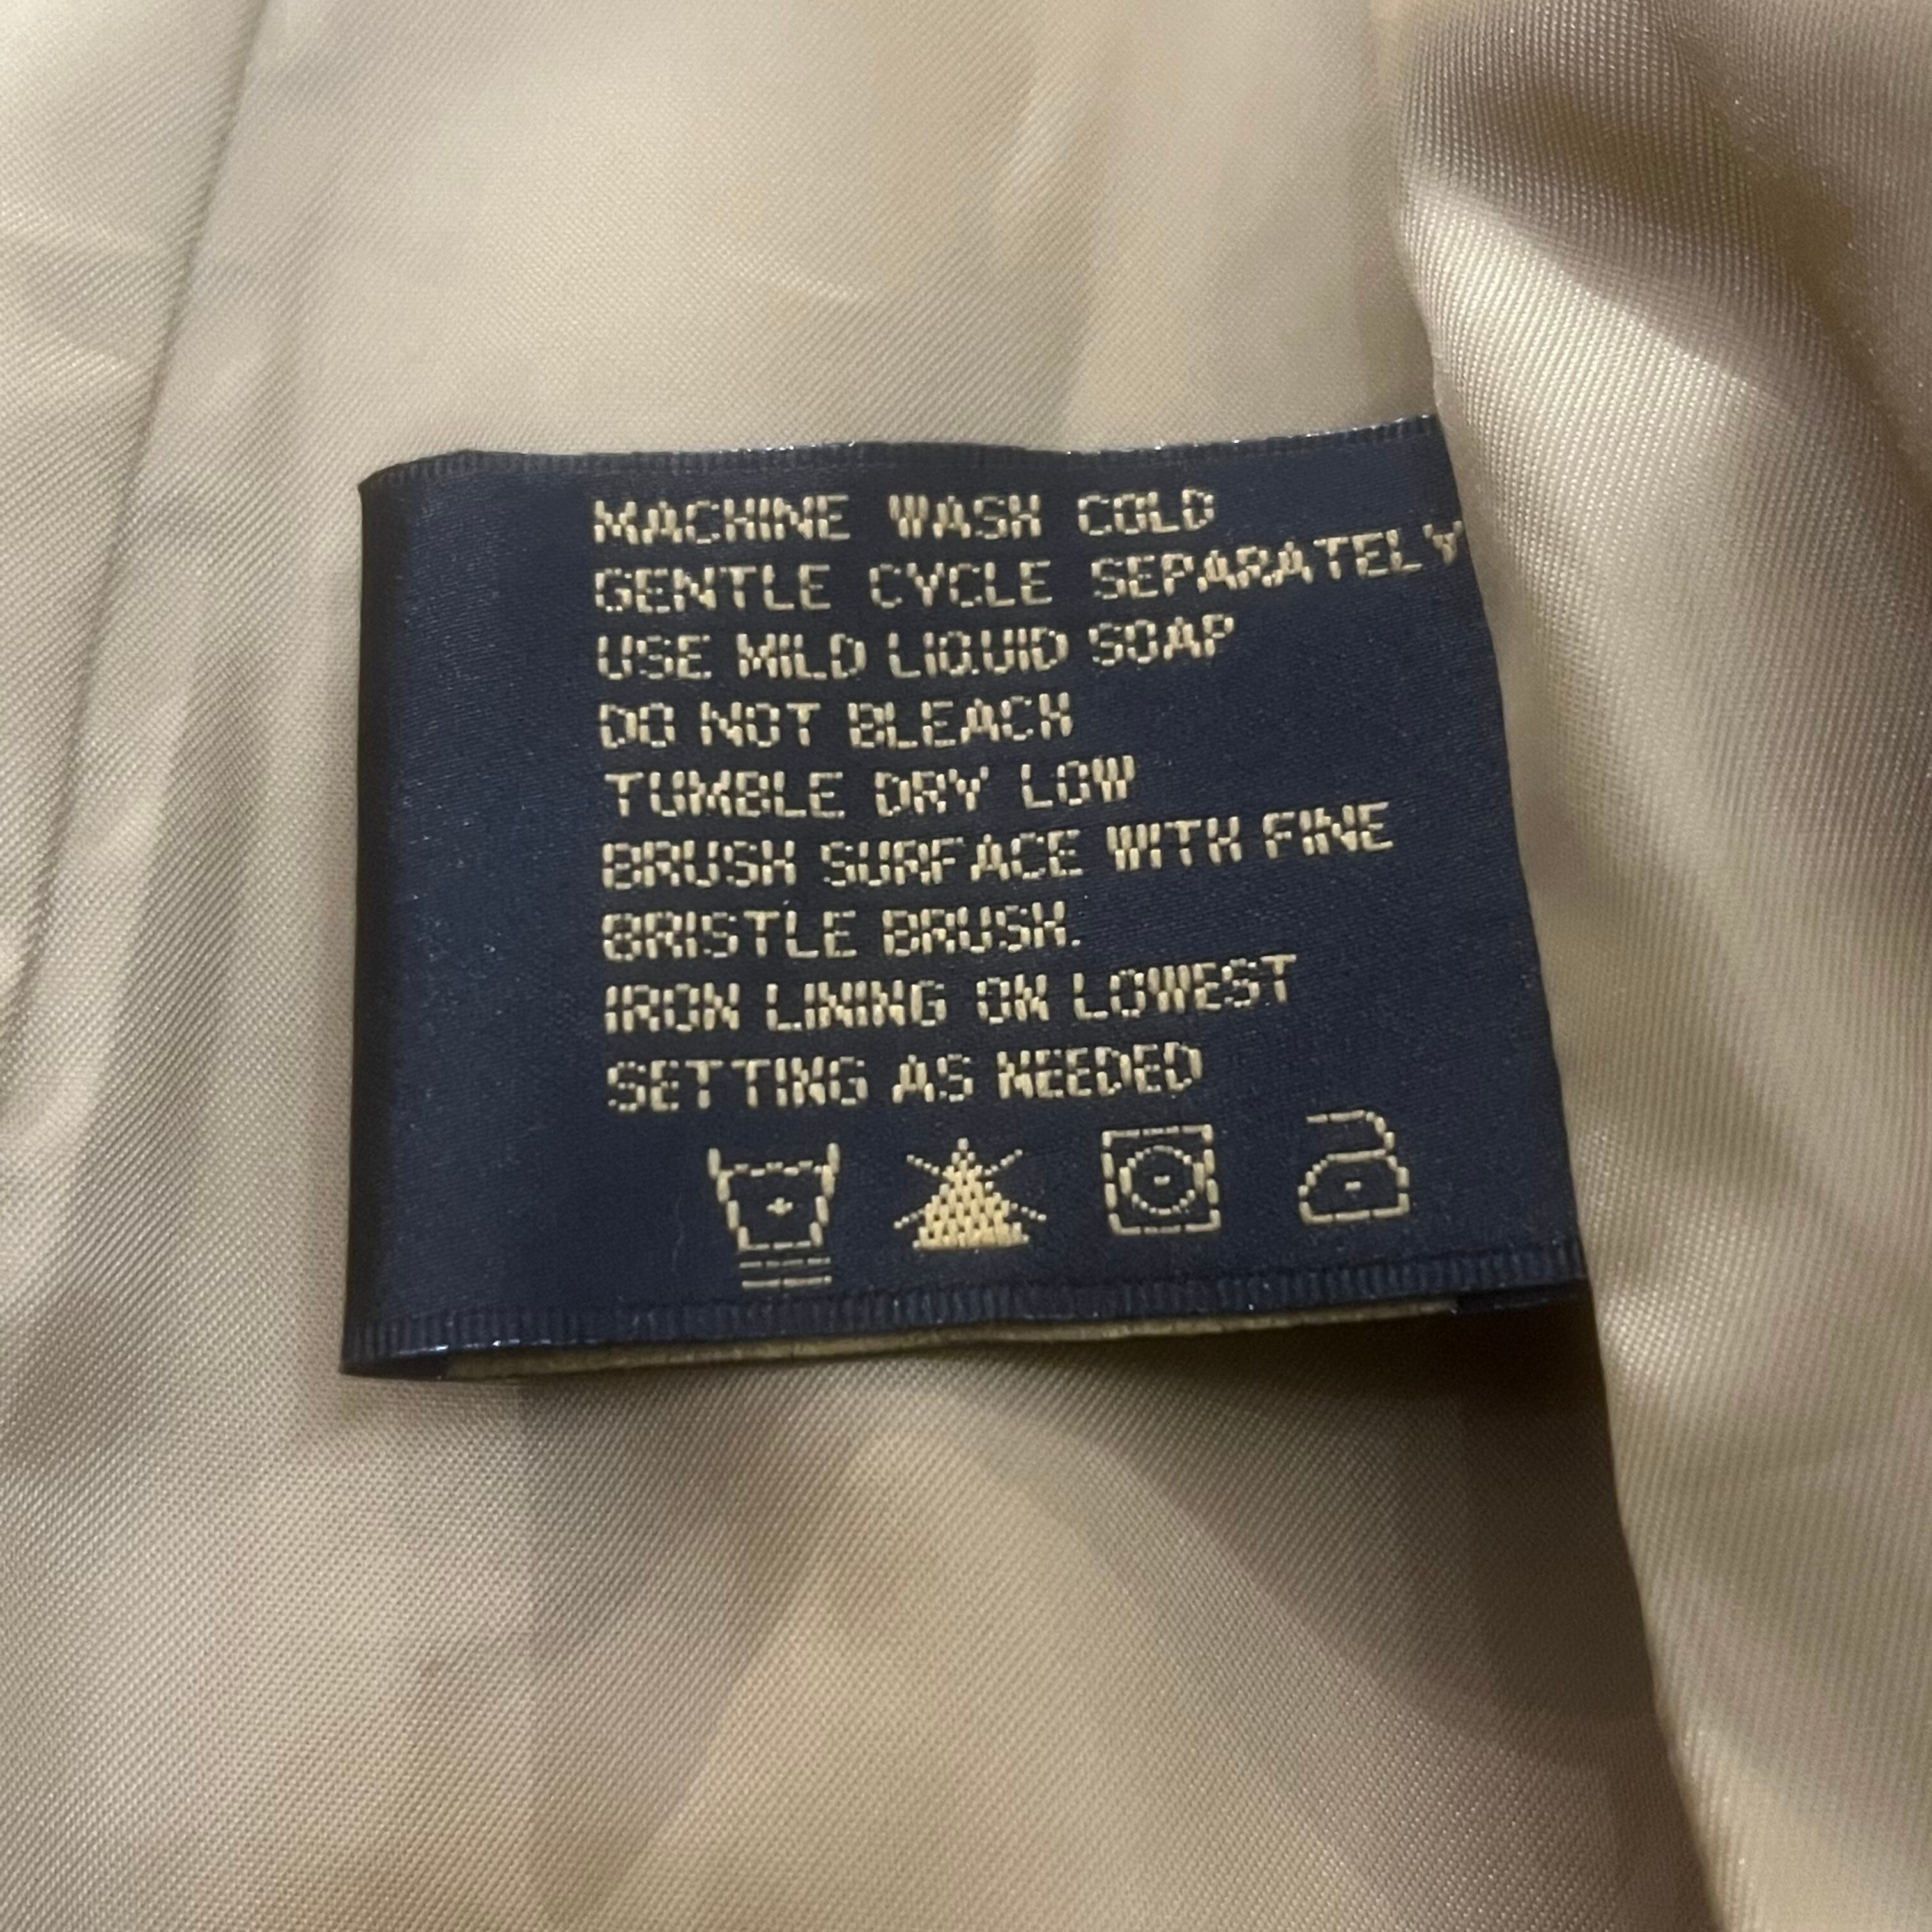 MACHINE WASH COLD
GENTLE CYCLE SEPARATELY
USE MILD LIQUID SOAP
DO NOT BLEACH
TUMBLE DRY LOW
BRUSH SURFACE WITH FINE
BRISTLE BRUSH.
IRON LINING ON LOWEST
SETTING AS NEEDED